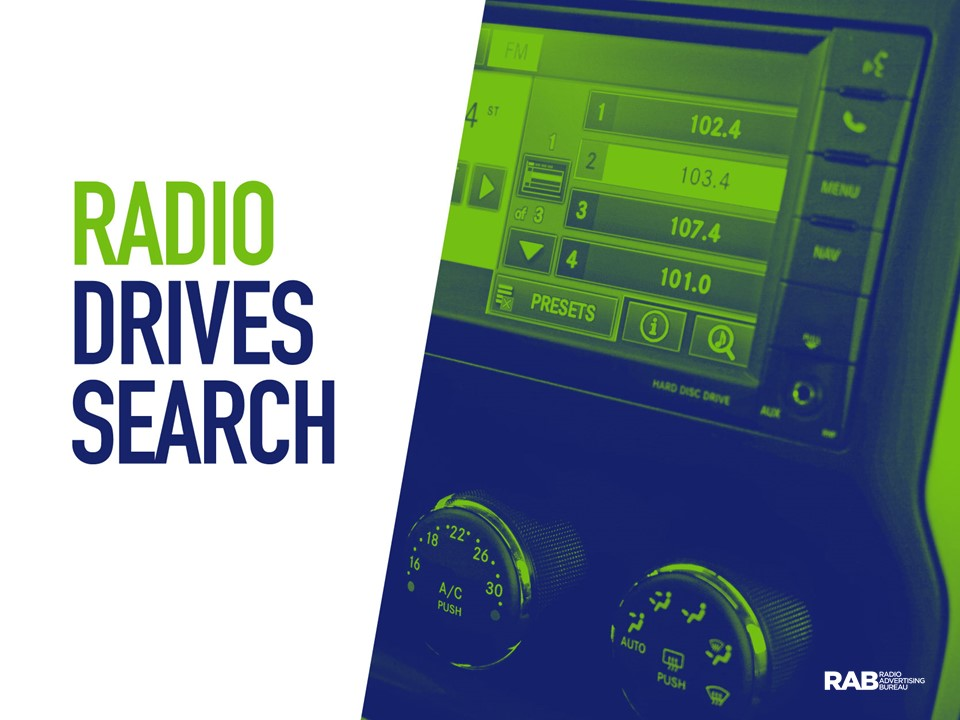 RADIO
DRIVES
SEARCH
FM
4 ST
1 102.4
1
2 103.4
of 3
3 107.4
4 101.0
PRESETS
i
MENU
NAV
HARD DISC DRIVE
AUX
16 18 22 26 30
A/C
PUSH
AUTO
PUSH
RAB RADIO
ADVERTISING
BUREAU